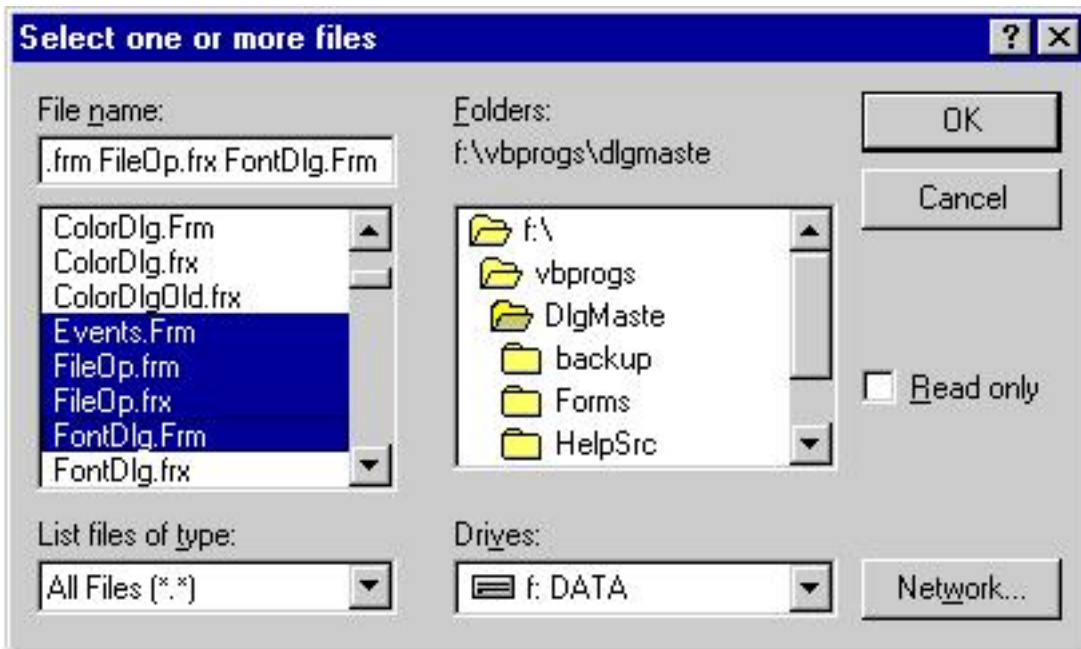 Select one or more files
File name:
.frm FileOp.frx FontDlg.Frm
ColorDlg.Frm
ColorDlg.frx
ColorDlgOld.frx
Events.Frm
FileOp.frm
FileOp.frx
FontDlg.Frm
FontDlg.frx
List files of type:
All Files (*.*)
Folders:
f:\vbprogs\dlgmaste
f:\
vbprogs
DlgMaste
backup
Forms
HelpSrc
Drives:
f: DATA
OK
Cancel
Read only
Network...